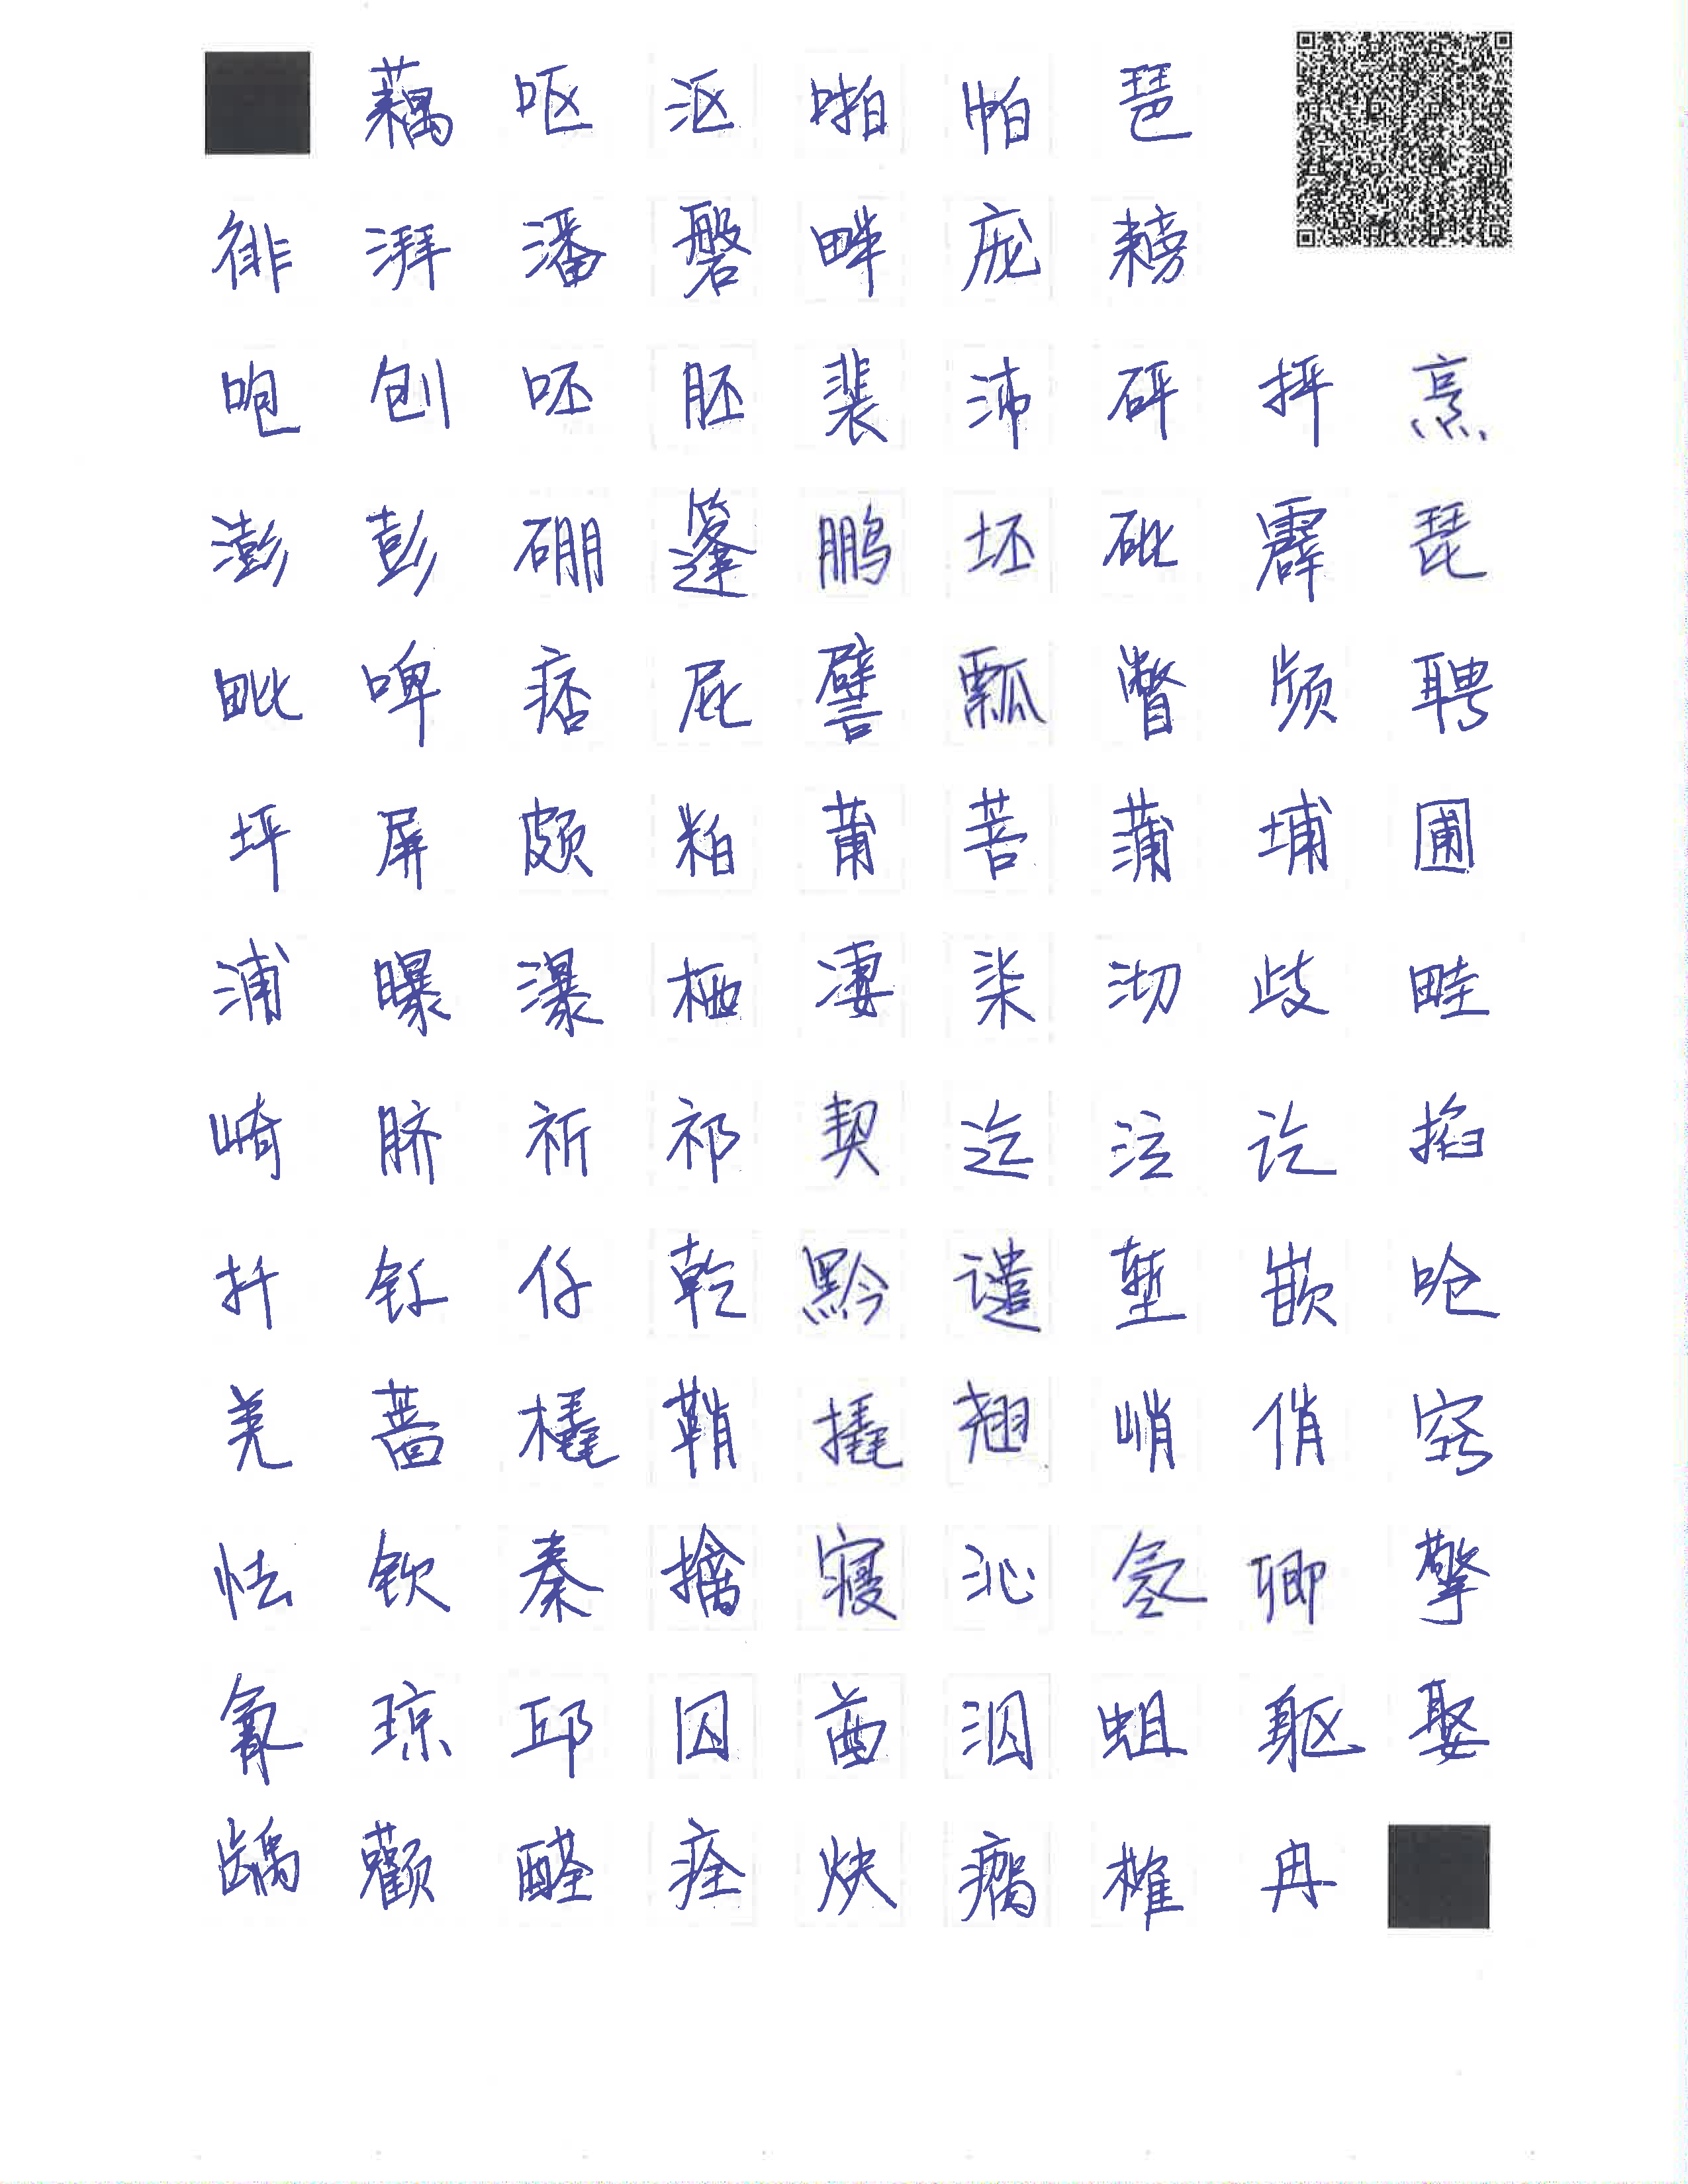 藕呕沤啪帕琶
徘湃潘磐畔庞耪
咆刨呸胚裴沛砰抨烹
澎彭硼篷鹏坯砒霹琵
毗啤痞屁譬瓢瞥频聘
坪屏颇粕莆菩蒲埔圃
浦曝瀑栖凄柒沏歧畦
崎脐祈祁契迄泣讫掐
扦钎仟乾黔谴堑嵌呛
羌蔷橇鞘撬翘峭俏窍
怯钦秦擒寝沁氢卿擎
氰琼邱囚酋泅蛆躯娶
龋颧醛痊炔瘸榷冉